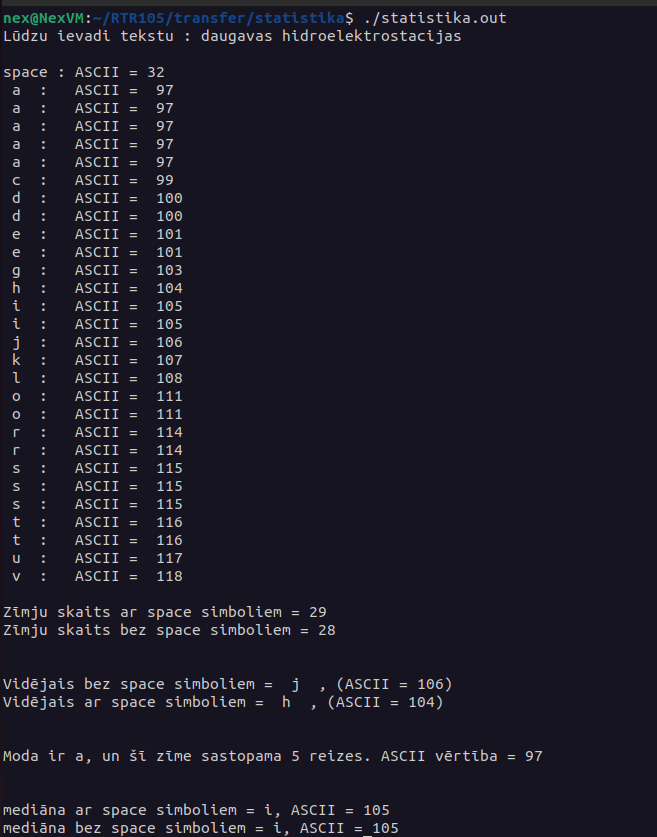 nex@NexVM:~/RTR105/transfer/statistika$ ./statistika.out
Lūdzu ievadi tekstu : daugavas hidroelektrostacijas
space : ASCII = 32
a : ASCII = 97
a : ASCII = 97
a : ASCII = 97
a : ASCII = 97
a : ASCII = 97
c : ASCII = 99
d : ASCII = 100
d : ASCII = 100
e : ASCII = 101
e : ASCII = 101
g : ASCII = 103
h : ASCII = 104
i : ASCII = 105
i : ASCII = 105
j : ASCII = 106
k : ASCII = 107
l : ASCII = 108
o : ASCII = 111
o : ASCII = 111
r : ASCII = 114
r : ASCII = 114
s : ASCII = 115
s : ASCII = 115
s : ASCII = 115
t : ASCII = 116
t : ASCII = 116
u : ASCII = 117
v : ASCII = 118
Zīmju skaits ar space simboliem = 29
Zīmju skaits bez space simboliem = 28
Vidējais bez space simboliem = j , (ASCII = 106)
Vidējais ar space simboliem = h , (ASCII = 104)
Moda ir a, un šī zīme sastopama 5 reizes. ASCII vērtība = 97
mediāna ar space simboliem = i, ASCII = 105
mediāna bez space simboliem = i, ASCII = 105